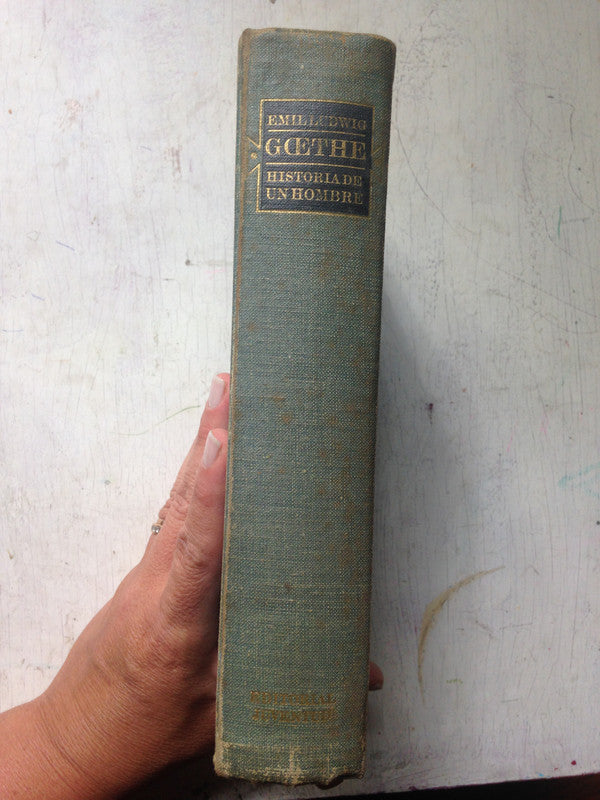 EMIL LUDWIG
GŒTHE
HISTORIA DE
UN HOMBRE